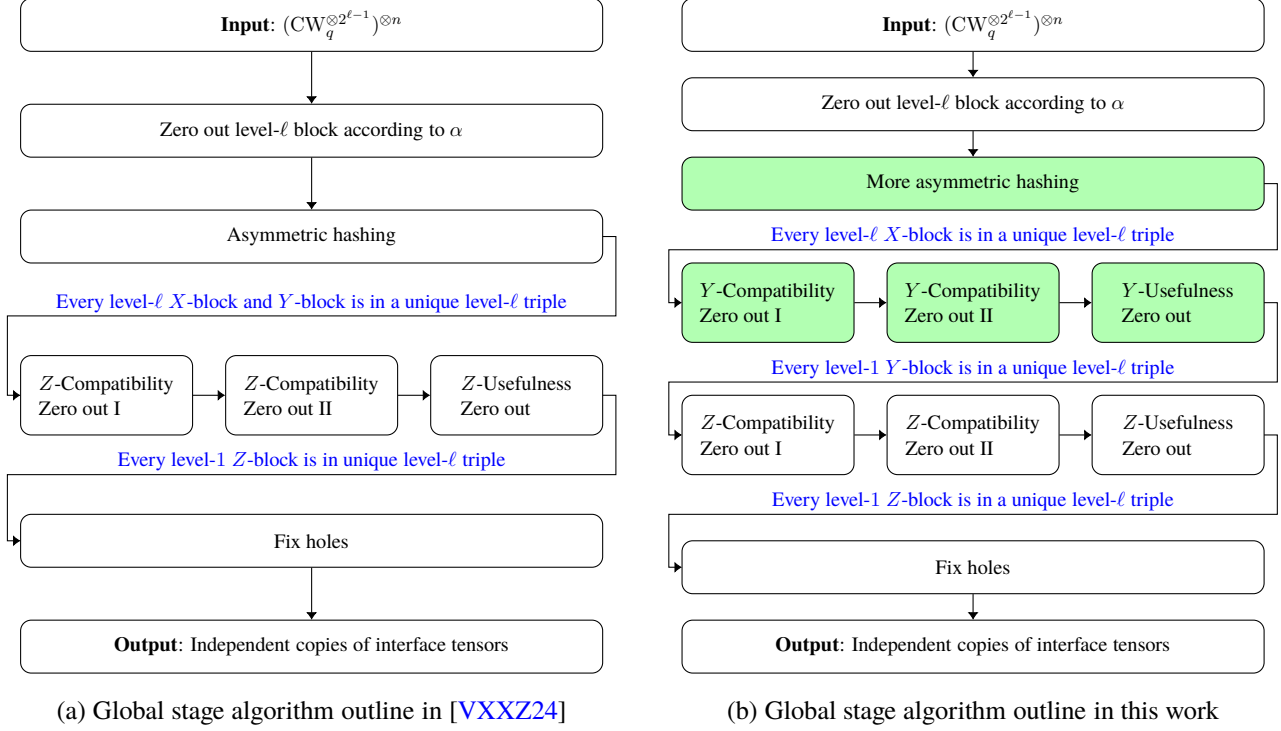 Input: (CW_q^{⊗2^{ℓ−1}})^{⊗n}
Zero out level-ℓ block according to α
Asymmetric hashing
Every level-ℓ X-block and Y-block is in a unique level-ℓ triple
Z-Compatibility
Zero out I
Z-Compatibility
Zero out II
Z-Usefulness
Zero out
Every level-1 Z-block is in unique level-ℓ triple
Fix holes
Output: Independent copies of interface tensors
(a) Global stage algorithm outline in [VXXZ24]
Input: (CW_q^{⊗2^{ℓ−1}})^{⊗n}
Zero out level-ℓ block according to α
More asymmetric hashing
Every level-ℓ X-block is in a unique level-ℓ triple
Y-Compatibility
Zero out I
Y-Compatibility
Zero out II
Y-Usefulness
Zero out
Every level-1 Y-block is in a unique level-ℓ triple
Z-Compatibility
Zero out I
Z-Compatibility
Zero out II
Z-Usefulness
Zero out
Every level-1 Z-block is in a unique level-ℓ triple
Fix holes
Output: Independent copies of interface tensors
(b) Global stage algorithm outline in this work